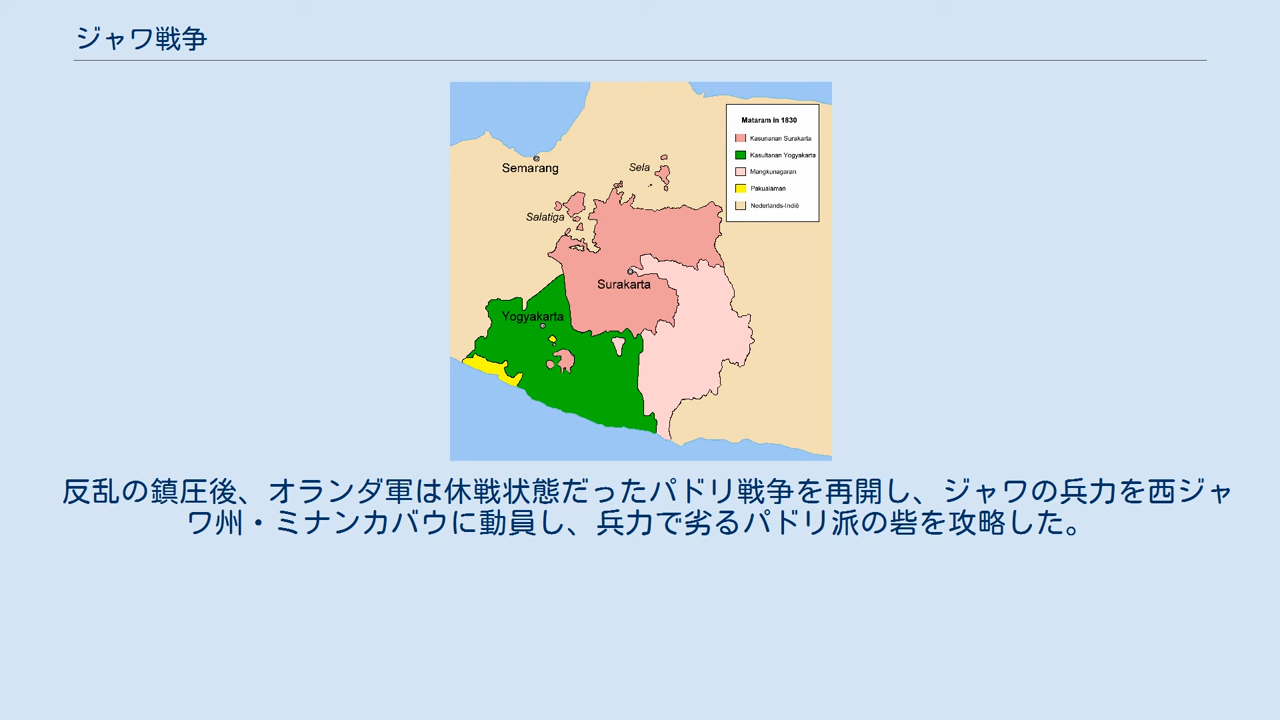 ジャワ戦争
Mataram in 1830
Kasunanan Surakarta
Kasultanan Yogyakarta
Mangkunagaran
Pakualaman
Nederlands-Indië
Semarang
Sela
Salatiga
Surakarta
Yogyakarta
反乱の鎮圧後、オランダ軍は休戦状態だったパドリ戦争を再開し、ジャワの兵力を西ジャ
ワ州・ミナンカバウに動員し、兵力で劣るパドリ派の砦を攻略した。